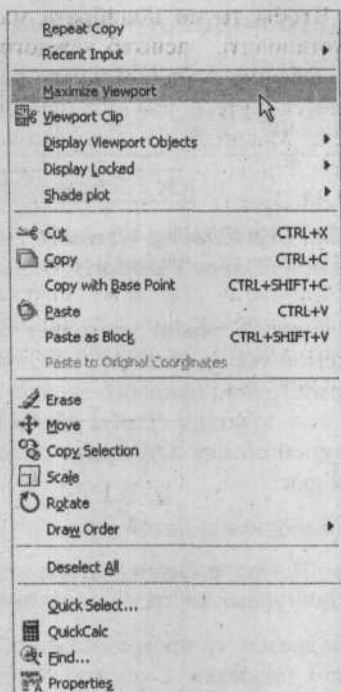 Repeat Copy
Recent Input
Maximize Viewport
Viewport Clip
Display Viewport Objects
Display Locked
Shade plot
Cut CTRL+X
Copy CTRL+C
Copy with Base Point CTRL+SHIFT+C
Paste CTRL+V
Paste as Block CTRL+SHIFT+V
Paste to Original Coordinates
Erase
Move
Copy Selection
Scale
Rotate
Draw Order
Deselect All
Quick Select...
QuickCalc
Find...
Properties